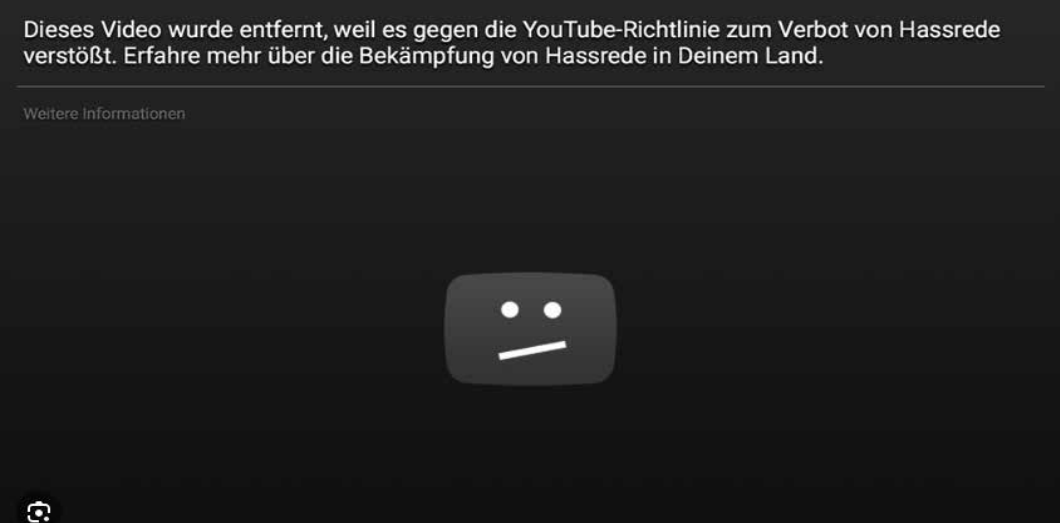 Dieses Video wurde entfernt, weil es gegen die YouTube-Richtlinie zum Verbot von Hassrede
verstößt. Erfahre mehr über die Bekämpfung von Hassrede in Deinem Land.
Weitere Informationen